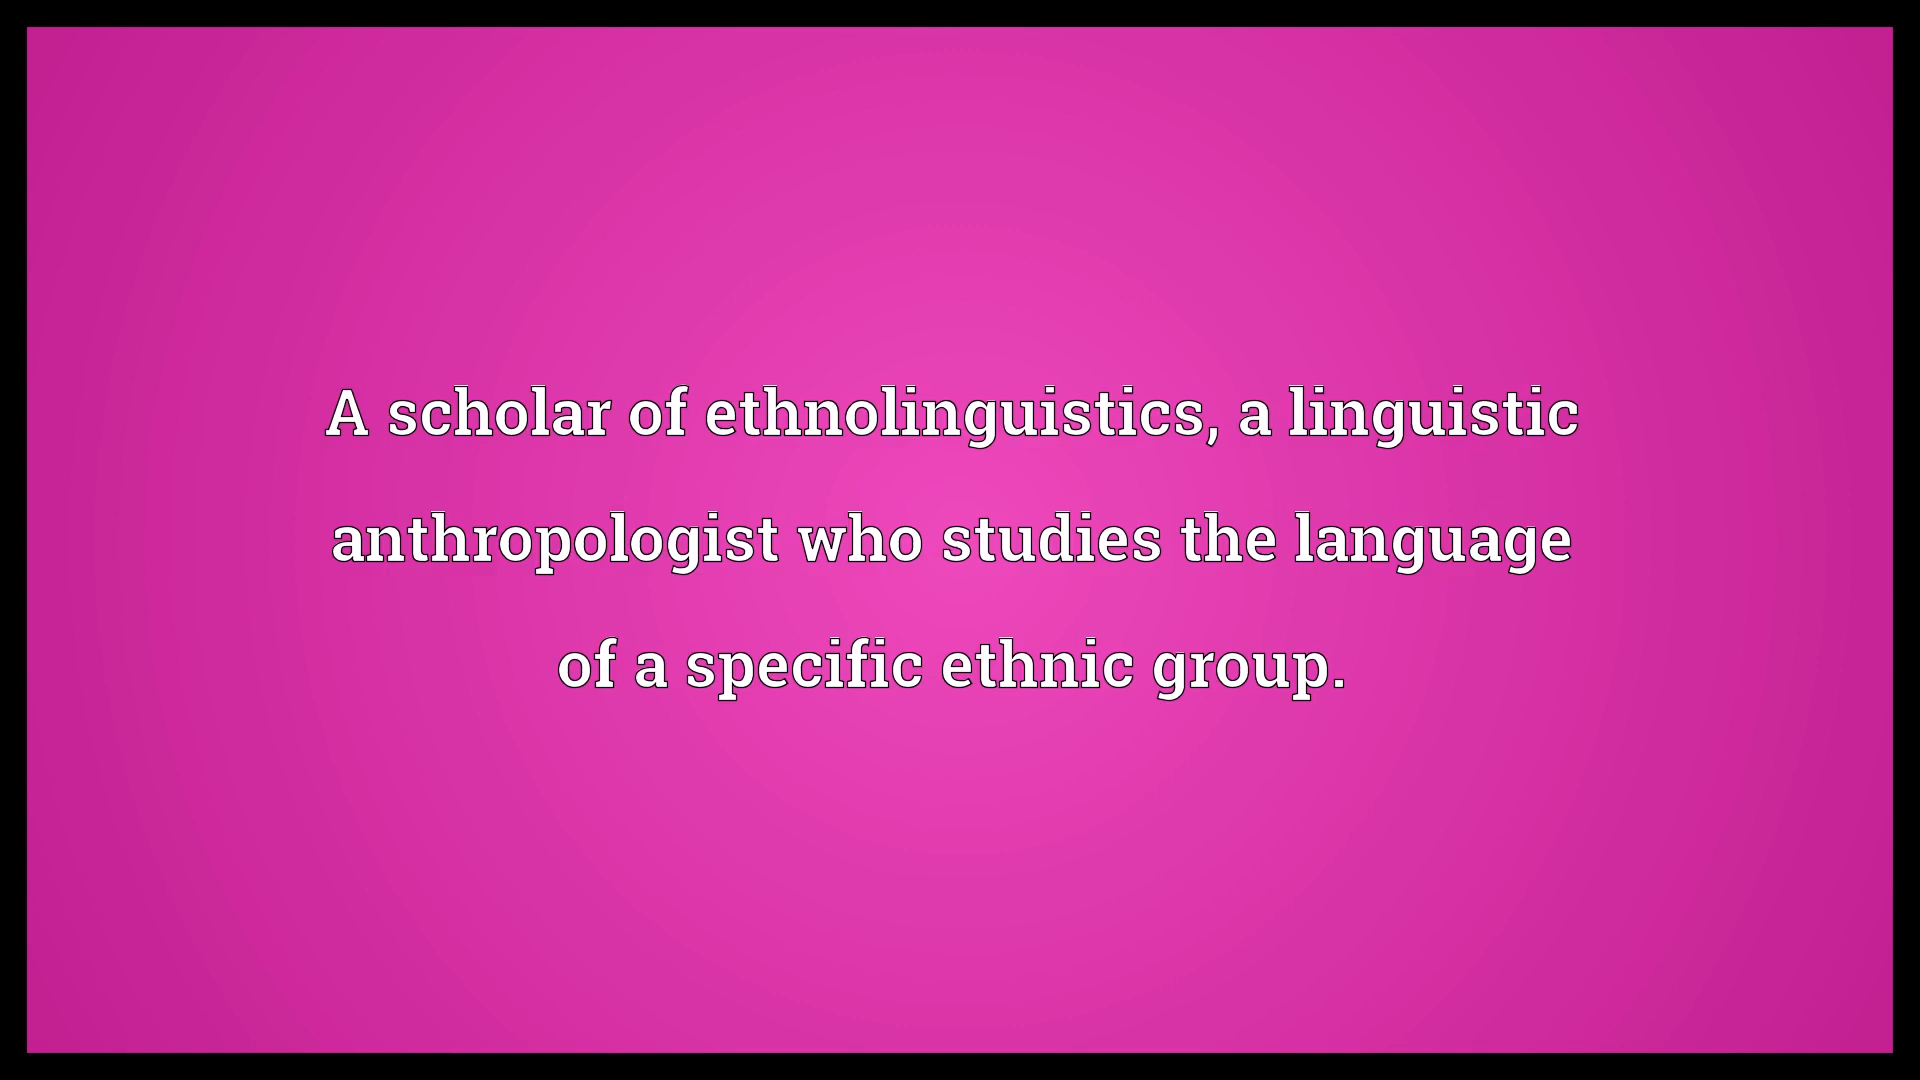 A scholar of ethnolinguistics, a linguistic
anthropologist who studies the language
of a specific ethnic group.